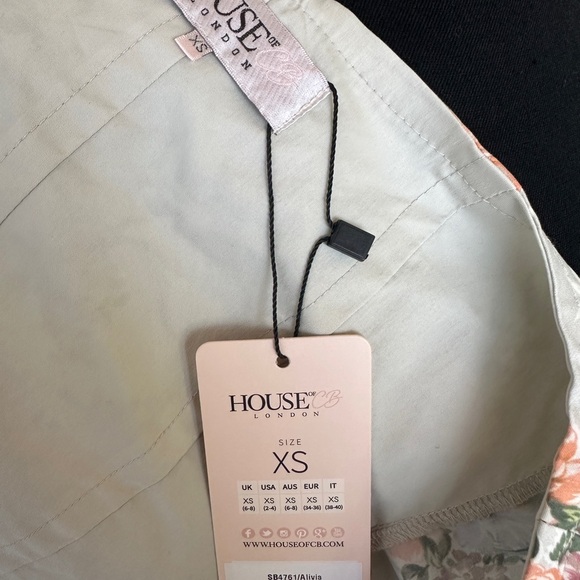 HOUSE OF CB
LONDON
XS
HOUSE OF CB
LONDON
SIZE
XS
UK USA AUS EUR IT
XS XS XS XS XS
(6-8) (2-4) (6-8) (34-36) (38-40)
WWW.HOUSEOFCB.COM
SB4761/Alivia